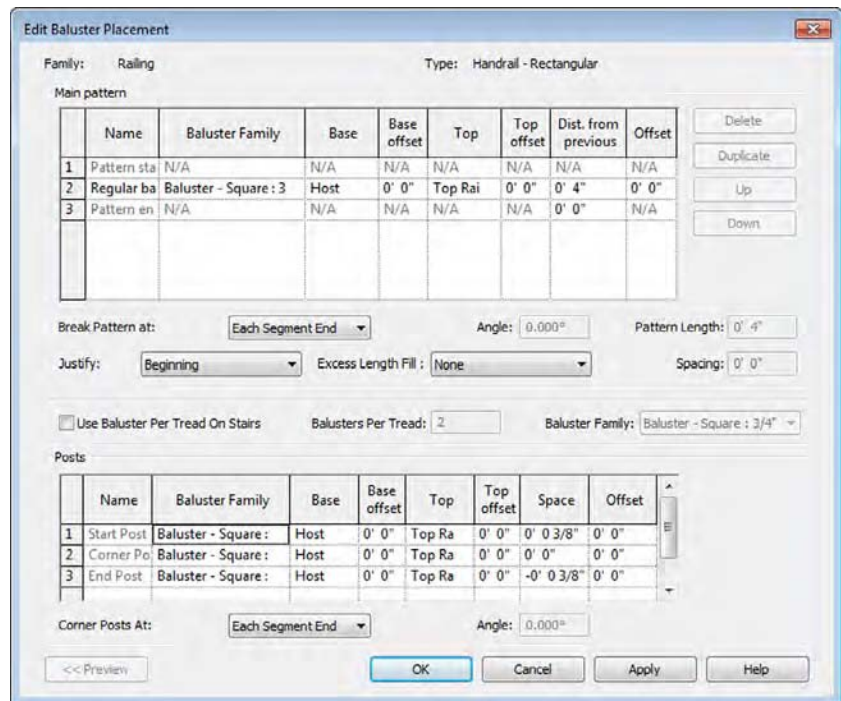 Edit Baluster Placement
Family: Railing Type: Handrail - Rectangular
Main pattern
Name Baluster Family Base Base offset Top Top offset Dist. from previous Offset
1 Pattern sta N/A N/A N/A N/A N/A N/A N/A
2 Regular ba Baluster - Square : 3 Host 0' 0" Top Rai 0' 0" 0' 4" 0' 0"
3 Pattern en N/A N/A N/A N/A N/A 0' 0" N/A
Delete
Duplicate
Up
Down
Break Pattern at: Each Segment End Angle: 0.000° Pattern Length: 0' 4"
Justify: Beginning Excess Length Fill : None Spacing: 0' 0"
Use Baluster Per Tread On Stairs Balusters Per Tread: 2 Baluster Family: Baluster - Square : 3/4"
Posts
Name Baluster Family Base Base offset Top Top offset Space Offset
1 Start Post Baluster - Square : Host 0' 0" Top Ra 0' 0" 0' 0 3/8" 0' 0"
2 Corner Po Baluster - Square : Host 0' 0" Top Ra 0' 0" 0' 0" 0' 0"
3 End Post Baluster - Square : Host 0' 0" Top Ra 0' 0" -0' 0 3/8" 0' 0"
Corner Posts At: Each Segment End Angle: 0.000°
<< Preview OK Cancel Apply Help